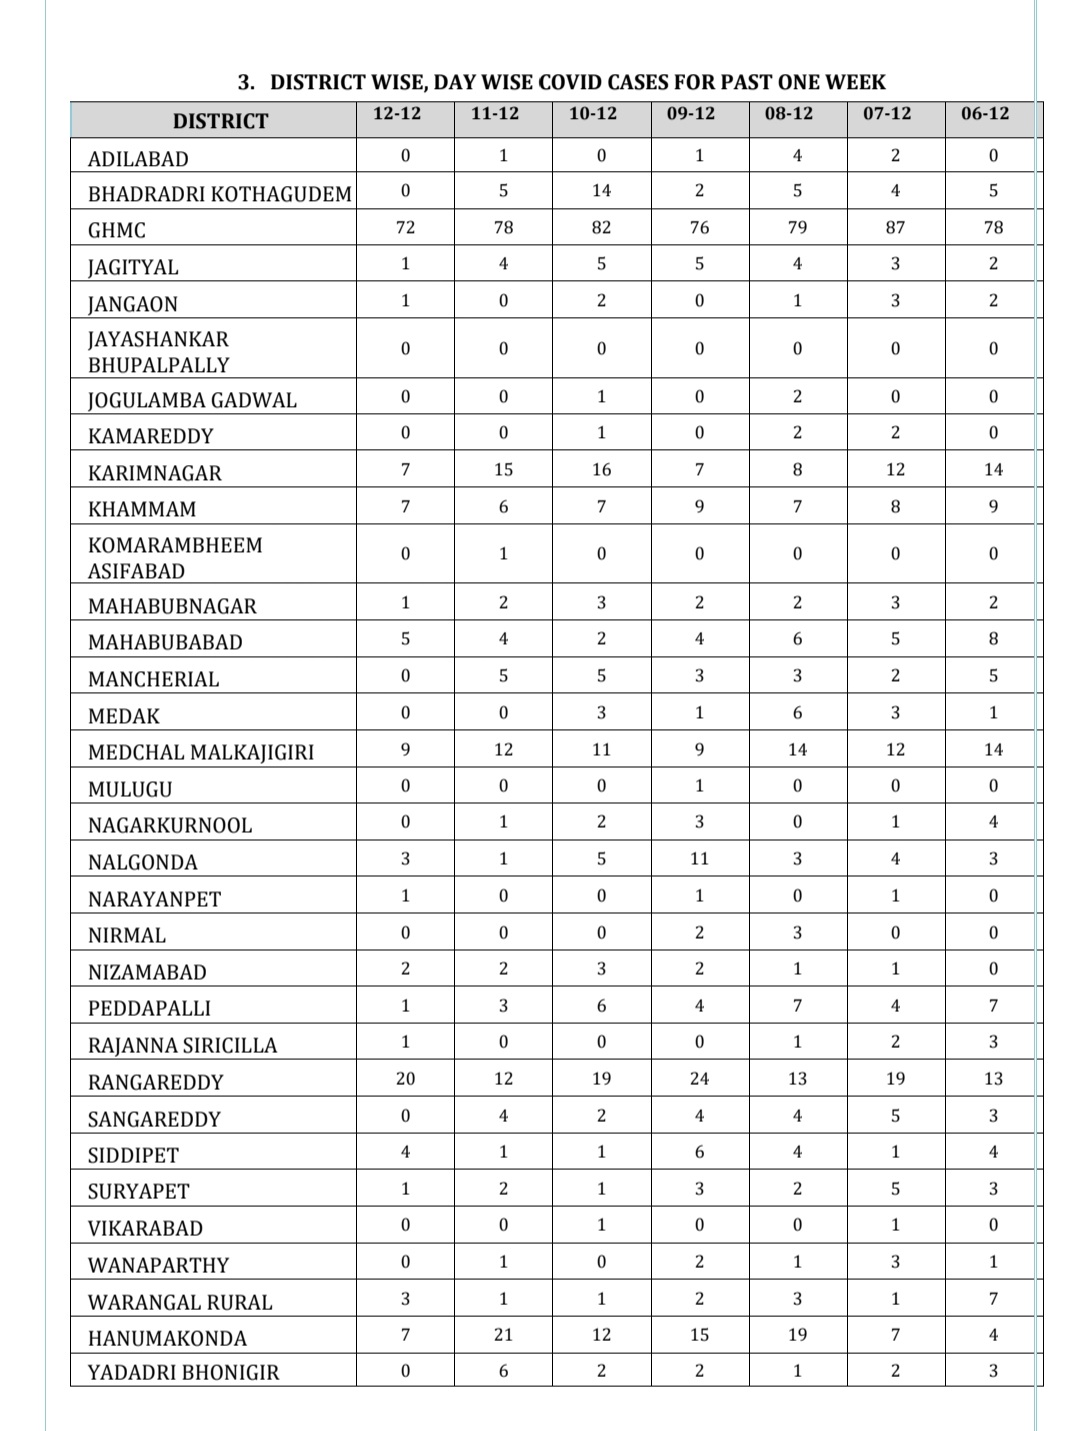 3. DISTRICT WISE, DAY WISE COVID CASES FOR PAST ONE WEEK
DISTRICT 12-12 11-12 10-12 09-12 08-12 07-12 06-12
ADILABAD 0 1 0 1 4 2 0
BHADRADRI KOTHAGUDEM 0 5 14 2 5 4 5
GHMC 72 78 82 76 79 87 78
JAGITYAL 1 4 5 5 4 3 2
JANGAON 1 0 2 0 1 3 2
JAYASHANKAR
BHUPALPALLY 0 0 0 0 0 0 0
JOGULAMBA GADWAL 0 0 1 0 2 0 0
KAMAREDDY 0 0 1 0 2 2 0
KARIMNAGAR 7 15 16 7 8 12 14
KHAMMAM 7 6 7 9 7 8 9
KOMARAMBHEEM
ASIFABAD 0 1 0 0 0 0 0
MAHABUBNAGAR 1 2 3 2 2 3 2
MAHABUBABAD 5 4 2 4 6 5 8
MANCHERIAL 0 5 5 3 3 2 5
MEDAK 0 0 3 1 6 3 1
MEDCHAL MALKAJIGIRI 9 12 11 9 14 12 14
MULUGU 0 0 0 1 0 0 0
NAGARKURNOOL 0 1 2 3 0 1 4
NALGONDA 3 1 5 11 3 4 3
NARAYANPET 1 0 0 1 0 1 0
NIRMAL 0 0 0 2 3 0 0
NIZAMABAD 2 2 3 2 1 1 0
PEDDAPALLI 1 3 6 4 7 4 7
RAJANNA SIRICILLA 1 0 0 0 1 2 3
RANGAREDDY 20 12 19 24 13 19 13
SANGAREDDY 0 4 2 4 4 5 3
SIDDIPET 4 1 1 6 4 1 4
SURYAPET 1 2 1 3 2 5 3
VIKARABAD 0 0 1 0 0 1 0
WANAPARTHY 0 1 0 2 1 3 1
WARANGAL RURAL 3 1 1 2 3 1 7
HANUMAKONDA 7 21 12 15 19 7 4
YADADRI BHONIGIR 0 6 2 2 1 2 3